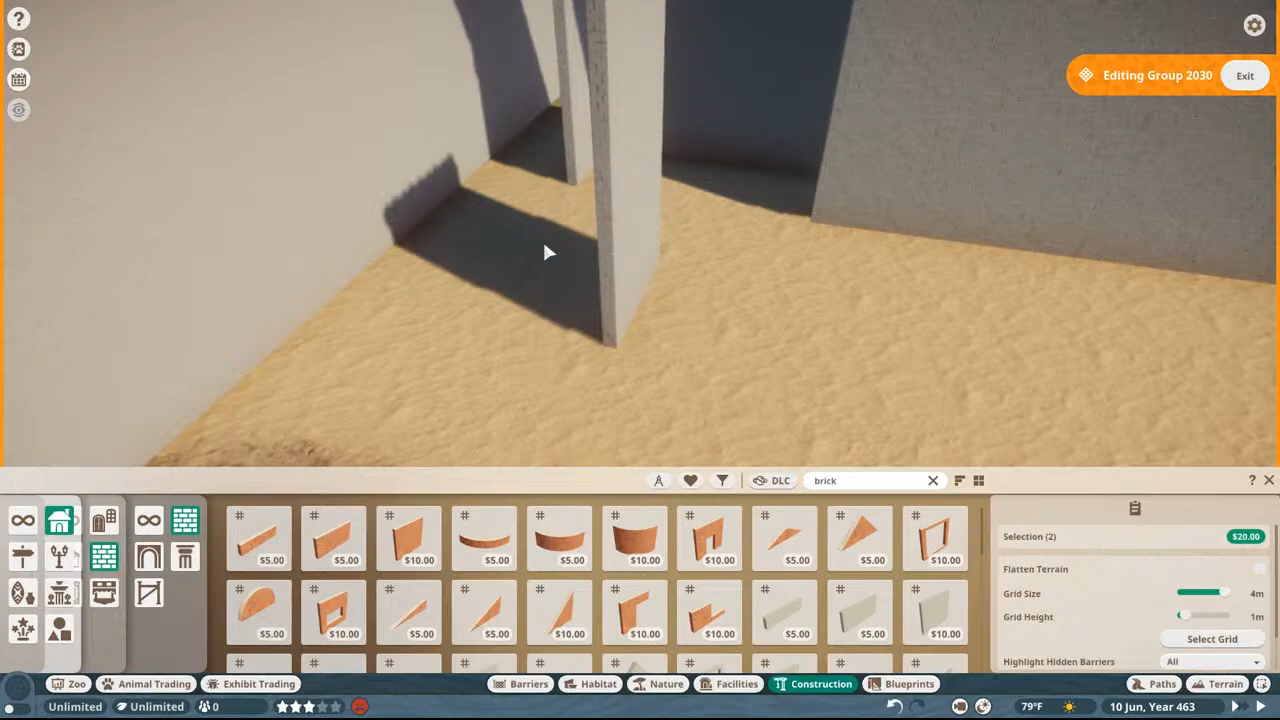 ?
Editing Group 2030 Exit
DLC brick ? 
$5.00 $5.00 $10.00 $5.00 $5.00 $10.00 $10.00 $5.00 $5.00 $10.00
$5.00 $10.00 $5.00 $5.00 $10.00 $10.00 $10.00 $5.00 $5.00 $10.00
Selection (2) $20.00
Flatten Terrain
Grid Size 4m
Grid Height 1m
Select Grid
Highlight Hidden Barriers All
Zoo Animal Trading Exhibit Trading Barriers Habitat Nature Facilities Construction Blueprints Paths Terrain
Unlimited Unlimited 0 79°F 10 Jun, Year 463